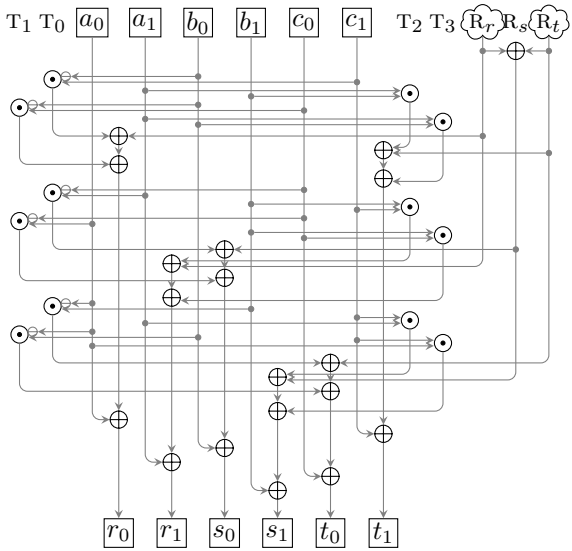 T₁ T₀ a₀ a₁ b₀ b₁ c₀ c₁ T₂ T₃ Rᵣ Rₛ Rₜ
r₀ r₁ s₀ s₁ t₀ t₁